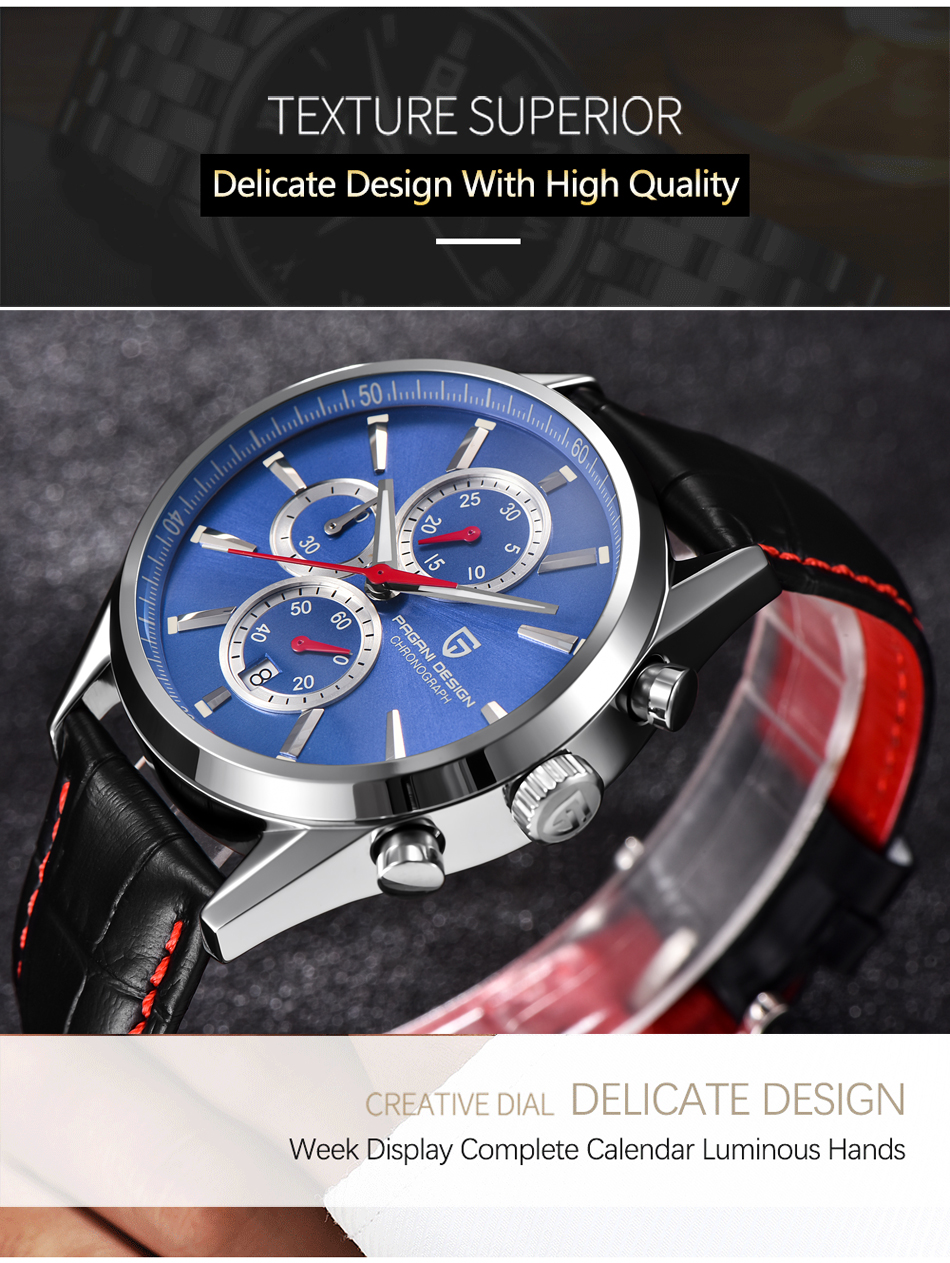 TEXTURE SUPERIOR
Delicate Design With High Quality
50
60
40
30
25
30
20
5
15
10
50
60
40
0
8
20
PAGANI DESIGN
CHRONOGRAPH
CREATIVE DIAL DELICATE DESIGN
Week Display Complete Calendar Luminous Hands